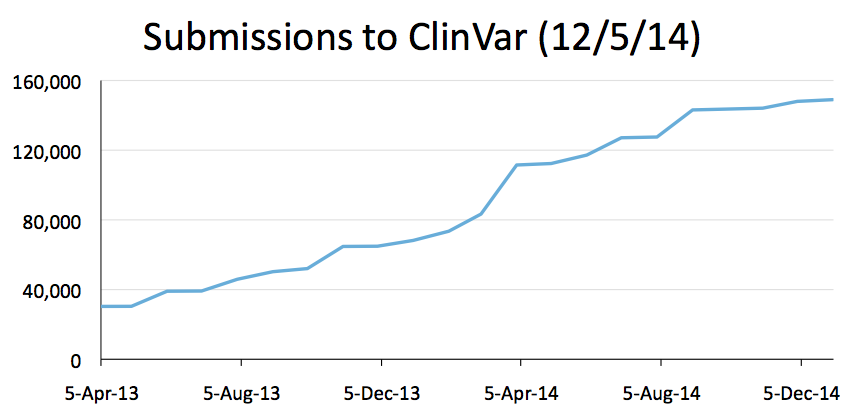 Submissions to ClinVar (12/5/14)
160,000
120,000
80,000
40,000
0
5-Apr-13 5-Aug-13 5-Dec-13 5-Apr-14 5-Aug-14 5-Dec-14